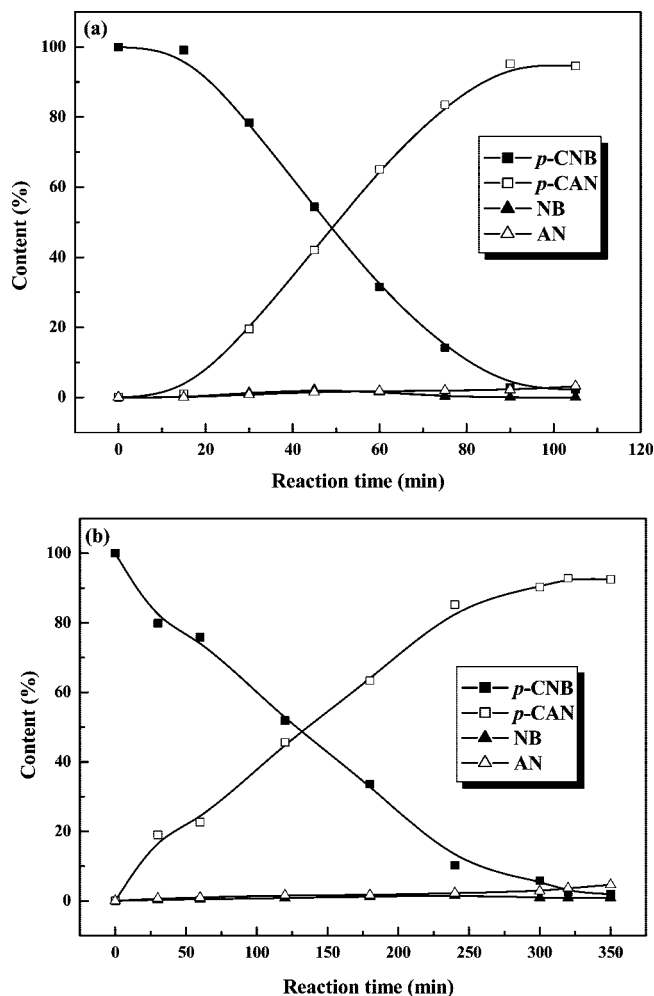 (a)
100
80
60
40
20
0
p-CNB
p-CAN
NB
AN
Content (%)
0 20 40 60 80 100 120
Reaction time (min)
(b)
100
80
60
40
20
0
p-CNB
p-CAN
NB
AN
Content (%)
0 50 100 150 200 250 300 350
Reaction time (min)